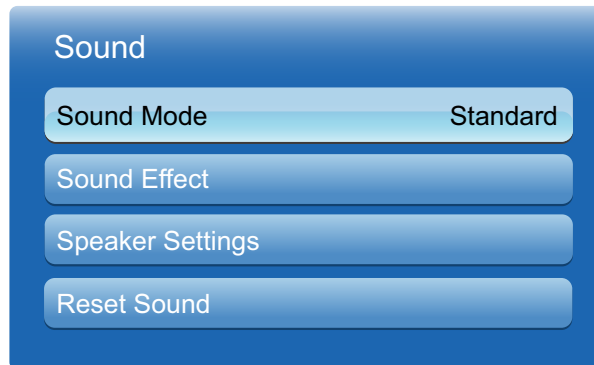 Sound
Sound Mode Standard
Sound Effect
Speaker Settings
Reset Sound